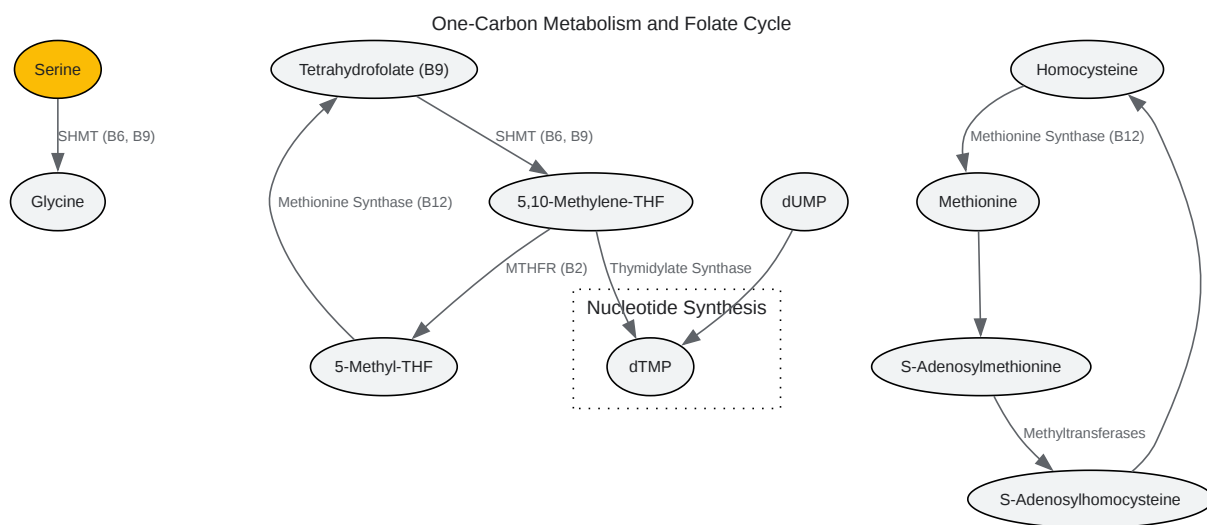 One-Carbon Metabolism and Folate Cycle
Serine
Tetrahydrofolate (B9)
Homocysteine
SHMT (B6, B9)
SHMT (B6, B9)
Methionine Synthase (B12)
Glycine
Methionine Synthase (B12)
5,10-Methylene-THF
dUMP
Methionine
MTHFR (B2)
Thymidylate Synthase
Nucleotide Synthesis
5-Methyl-THF
dTMP
S-Adenosylmethionine
Methyltransferases
S-Adenosylhomocysteine